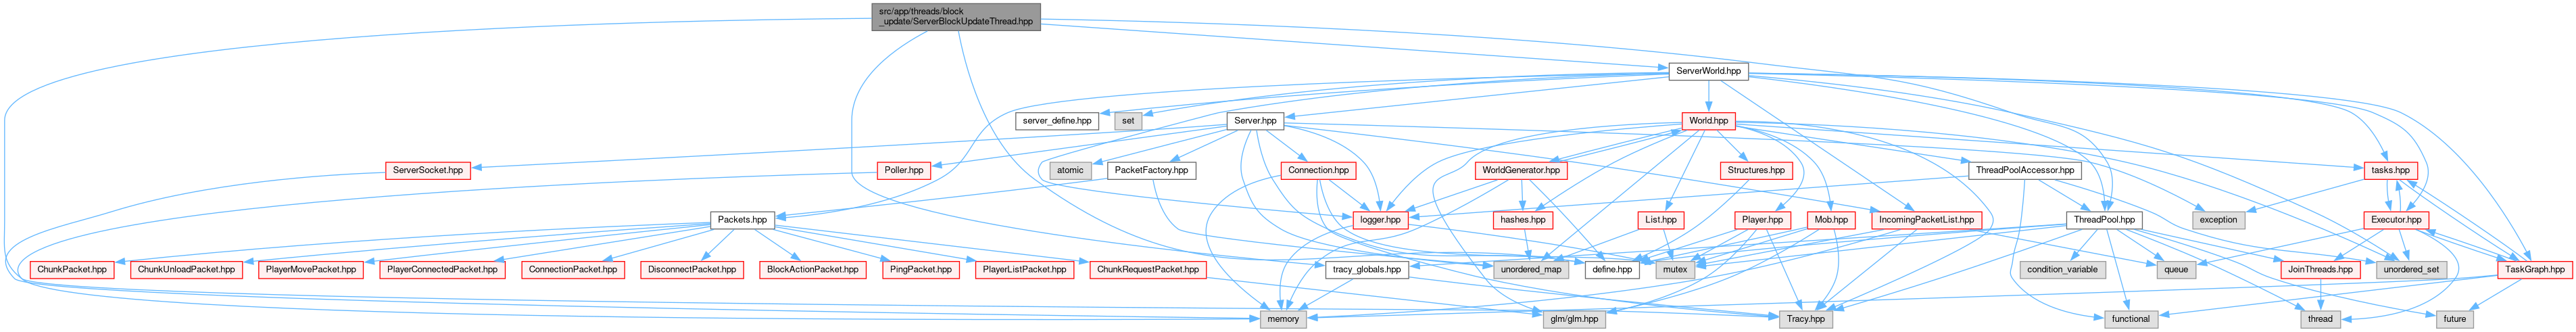 src/app/threads/block
_update/ServerBlockUpdateThread.hpp
ServerWorld.hpp
server_define.hpp
set
Server.hpp
World.hpp
ServerSocket.hpp
Poller.hpp
atomic
PacketFactory.hpp
Connection.hpp
WorldGenerator.hpp
Structures.hpp
ThreadPoolAccessor.hpp
tasks.hpp
Packets.hpp
logger.hpp
hashes.hpp
List.hpp
Player.hpp
Mob.hpp
IncomingPacketList.hpp
ThreadPool.hpp
exception
Executor.hpp
ChunkPacket.hpp
ChunkUnloadPacket.hpp
PlayerMovePacket.hpp
PlayerConnectedPacket.hpp
ConnectionPacket.hpp
DisconnectPacket.hpp
BlockActionPacket.hpp
PingPacket.hpp
PlayerListPacket.hpp
ChunkRequestPacket.hpp
tracy_globals.hpp
unordered_map
define.hpp
mutex
condition_variable
queue
JoinThreads.hpp
unordered_set
TaskGraph.hpp
memory
glm/glm.hpp
Tracy.hpp
functional
thread
future